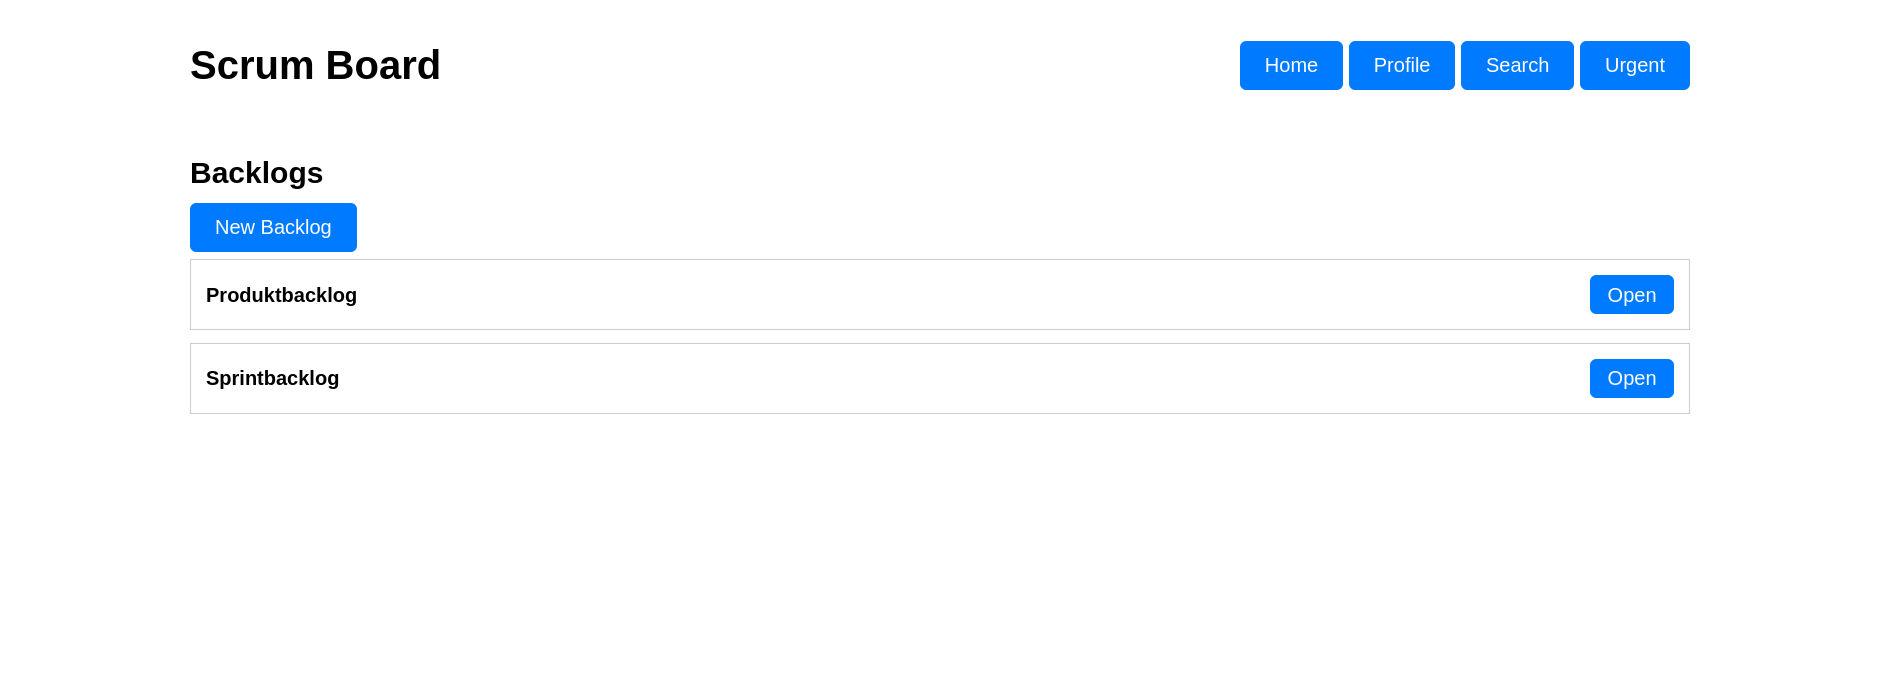 Scrum Board
Home Profile Search Urgent
Backlogs
New Backlog
Produktbacklog Open
Sprintbacklog Open